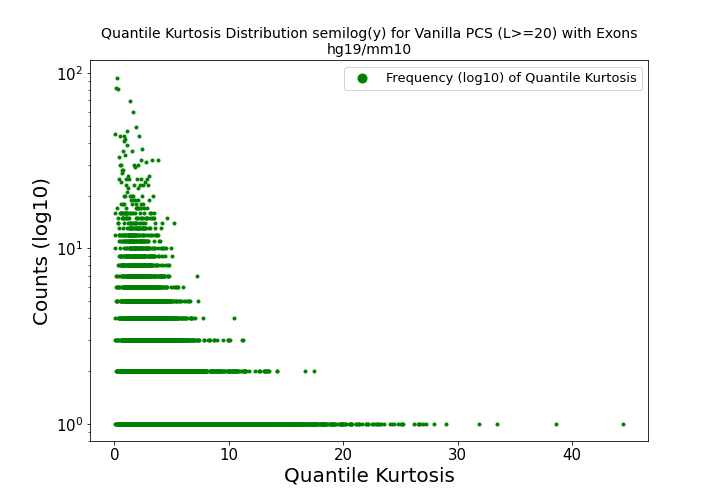 Quantile Kurtosis Distribution semilog(y) for Vanilla PCS (L>=20) with Exons
hg19/mm10
Frequency (log10) of Quantile Kurtosis
10²
10¹
10⁰
Counts (log10)
0 10 20 30 40
Quantile Kurtosis